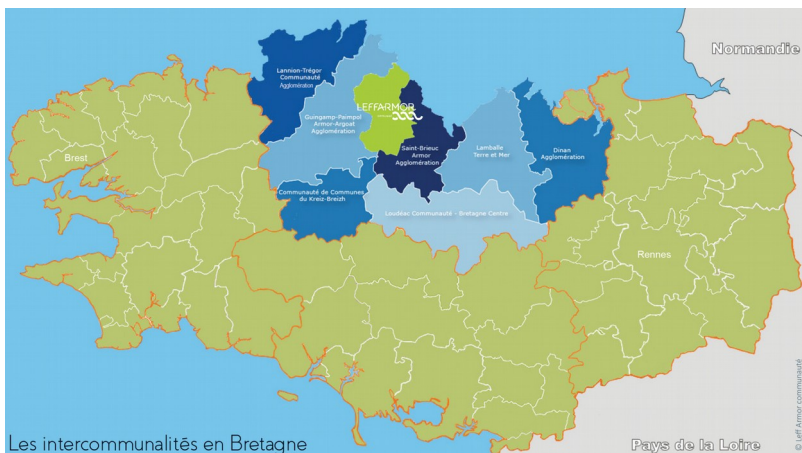 Normandie
Lannion-Trégor
Communauté
Agglomération
LEFFARMOR
Guingamp-Paimpol
Armor-Argoat
Agglomération
Saint-Brieuc
Armor
Agglomération
Lamballe
Terre et Mer
Dinan
Agglomération
Brest
Communauté de Communes
du Kreiz-Breizh
Loudéac Communauté - Bretagne Centre
Rennes
Les intercommunalités en Bretagne
Pays de la Loire
© Leff Armor communauté